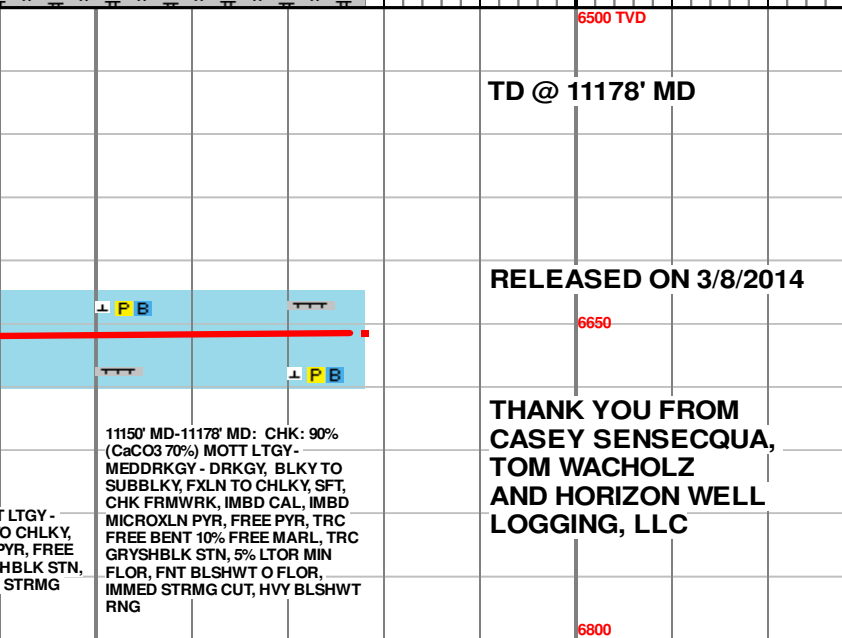 6500 TVD
TD @ 11178' MD
RELEASED ON 3/8/2014
⊥ P B
6650
⊥ P B
THANK YOU FROM
CASEY SENSECQUA,
TOM WACHOLZ
AND HORIZON WELL
LOGGING, LLC
11150' MD-11178' MD: CHK: 90%
(CaCO3 70%) MOTT LTGY-
MEDDRKGY - DRKGY, BLKY TO
SUBBLKY, FXLN TO CHLKY, SFT,
CHK FRMWRK, IMBD CAL, IMBD
MICROXLN PYR, FREE PYR, TRC
FREE BENT 10% FREE MARL, TRC
GRYSHBLK STN, 5% LTOR MIN
FLOR, FNT BLSHWT O FLOR,
IMMED STRMG CUT, HVY BLSHWT
RNG
T LTGY -
O CHLKY,
PYR, FREE
HBLK STN,
STRMG
6800